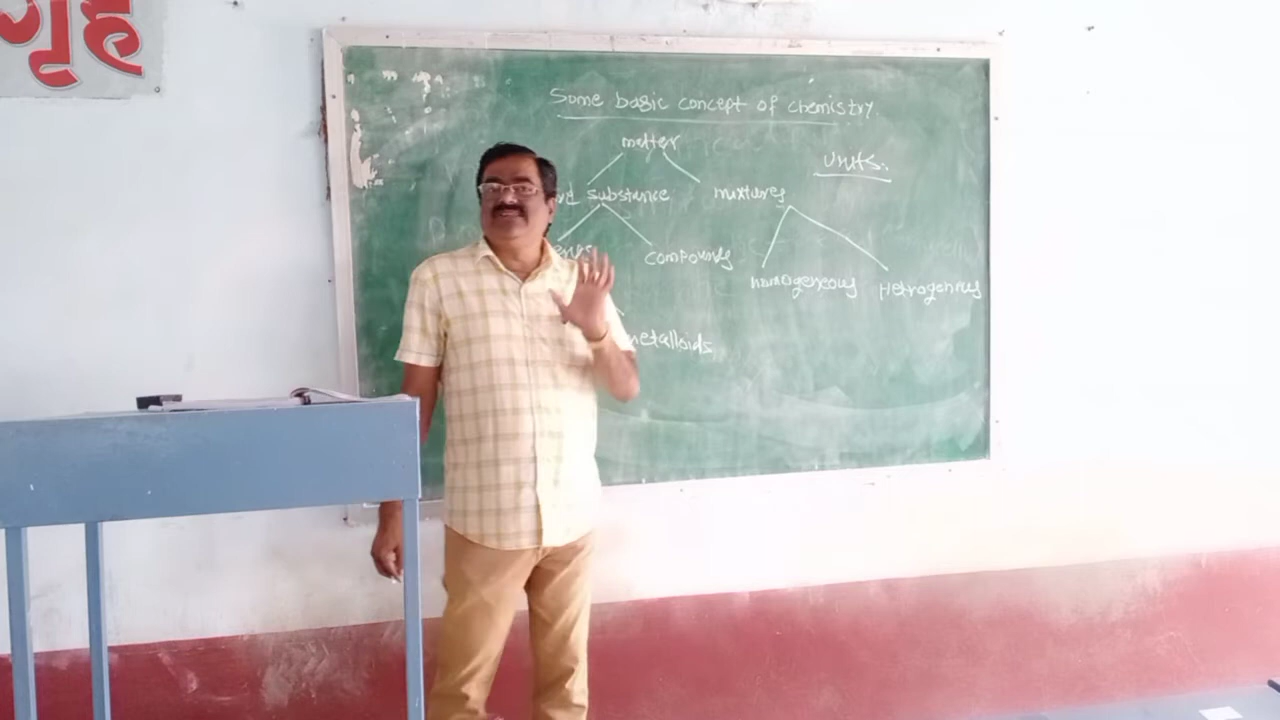 गृह
Some basic concept of chemistry.
matter
Units.
substance mixtures
compounds
homogeneous Hetrogenous
metalloids